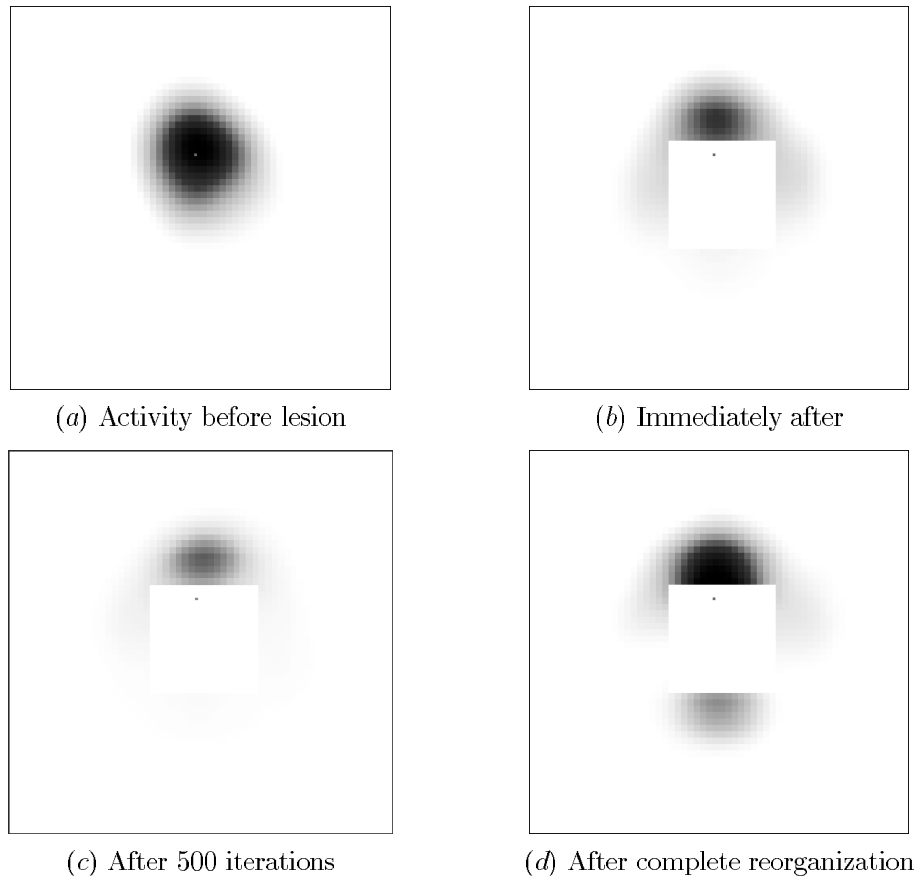 (a) Activity before lesion
(b) Immediately after
(c) After 500 iterations
(d) After complete reorganization